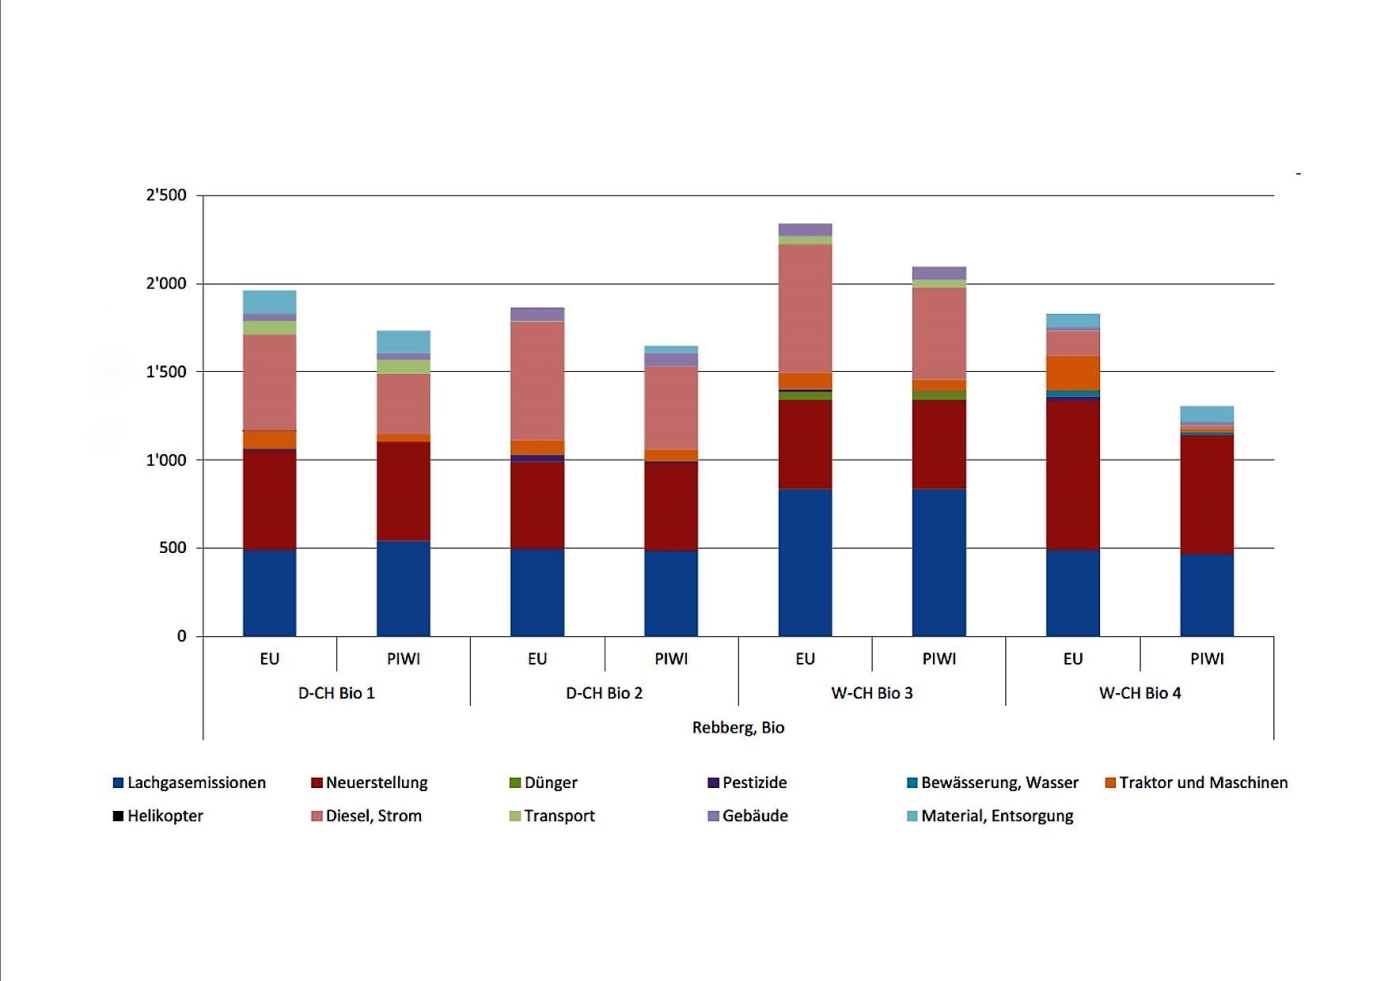 2'500
2'000
1'500
1'000
500
0
EU PIWI EU PIWI EU PIWI EU PIWI
D-CH Bio 1 D-CH Bio 2 W-CH Bio 3 W-CH Bio 4
Rebberg, Bio
Lachgasemissionen Neuerstellung Dünger Pestizide Bewässerung, Wasser Traktor und Maschinen
Helikopter Diesel, Strom Transport Gebäude Material, Entsorgung